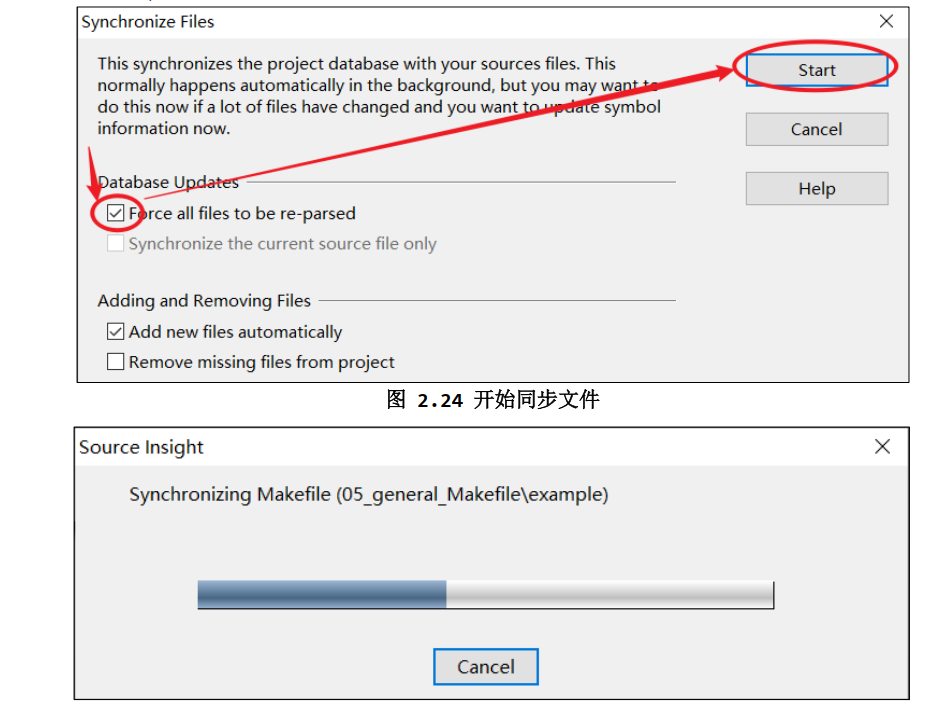 Synchronize Files
This synchronizes the project database with your sources files. This
normally happens automatically in the background, but you may want to
do this now if a lot of files have changed and you want to update symbol
information now.
Start
Cancel
Help
Database Updates
Force all files to be re-parsed
Synchronize the current source file only
Adding and Removing Files
Add new files automatically
Remove missing files from project
图 2.24 开始同步文件
Source Insight
Synchronizing Makefile (05_general_Makefile\example)
Cancel